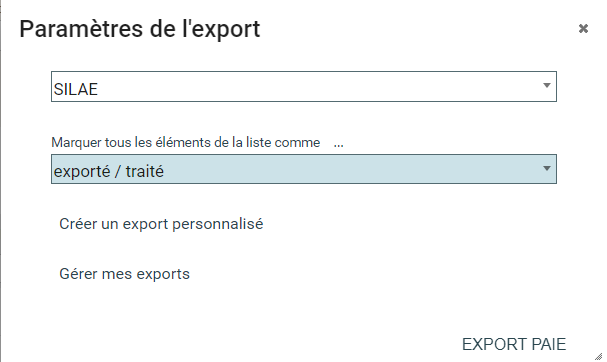 Paramètres de l'export
SILAE
Marquer tous les éléments de la liste comme ...
exporté / traité
Créer un export personnalisé
Gérer mes exports
EXPORT PAIE